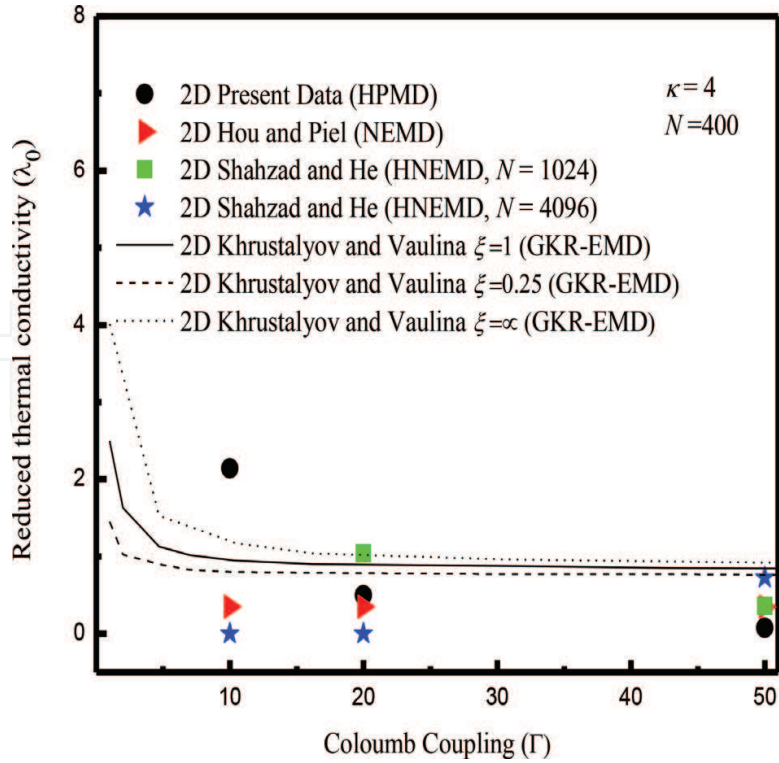 8
6
4
2
0
10
20
30
40
50
Reduced thermal conductivity (λ0)
Coloumb Coupling (Γ)
2D Present Data (HPMD)
2D Hou and Piel (NEMD)
2D Shahzad and He (HNEMD, N = 1024)
2D Shahzad and He (HNEMD, N = 4096)
2D Khrustalyov and Vaulina ξ=1 (GKR-EMD)
2D Khrustalyov and Vaulina ξ=0.25 (GKR-EMD)
2D Khrustalyov and Vaulina ξ=∝ (GKR-EMD)
κ = 4
N=400